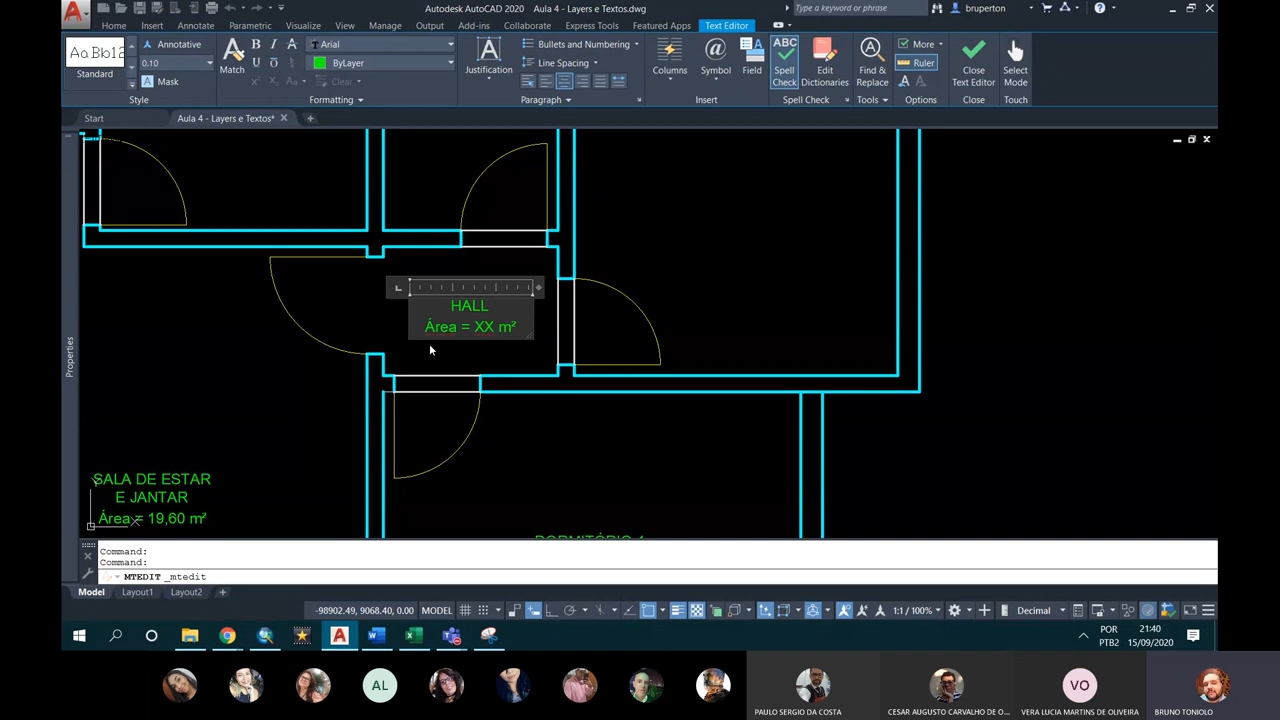 Autodesk AutoCAD 2020 Aula 4 - Layers e Textos.dwg
Type a keyword or phrase
bruperton
Home Insert Annotate Parametric Visualize View Manage Output Add-ins Collaborate Express Tools Featured Apps Text Editor
AaBb12
Standard
Annotative
0.10
Mask
Style
Match
Arial
ByLayer
Clear
Formatting
Justification
Bullets and Numbering
Line Spacing
Paragraph
Columns
Symbol
Field
Insert
Spell
Check
Edit
Dictionaries
Spell Check
Find &
Replace
Tools
More
Ruler
Options
Close
Text Editor
Close
Select
Mode
Touch
Start
Aula 4 - Layers e Textos*
Properties
HALL
Área = XX m²
SALA DE ESTAR
E JANTAR
Área = 19,60 m²
Y
X
DORMITÓRIO 1
Command:
Command:
MTEDIT _mtedit
Model Layout1 Layout2
-98902.49, 9068.40, 0.00 MODEL
1:1 / 100%
Decimal
POR
PTB2
21:40
15/09/2020
AL
PAULO SERGIO DA COSTA
CESAR AUGUSTO CARVALHO DE O...
VO
VERA LUCIA MARTINS DE OLIVEIRA
BRUNO TONIOLO